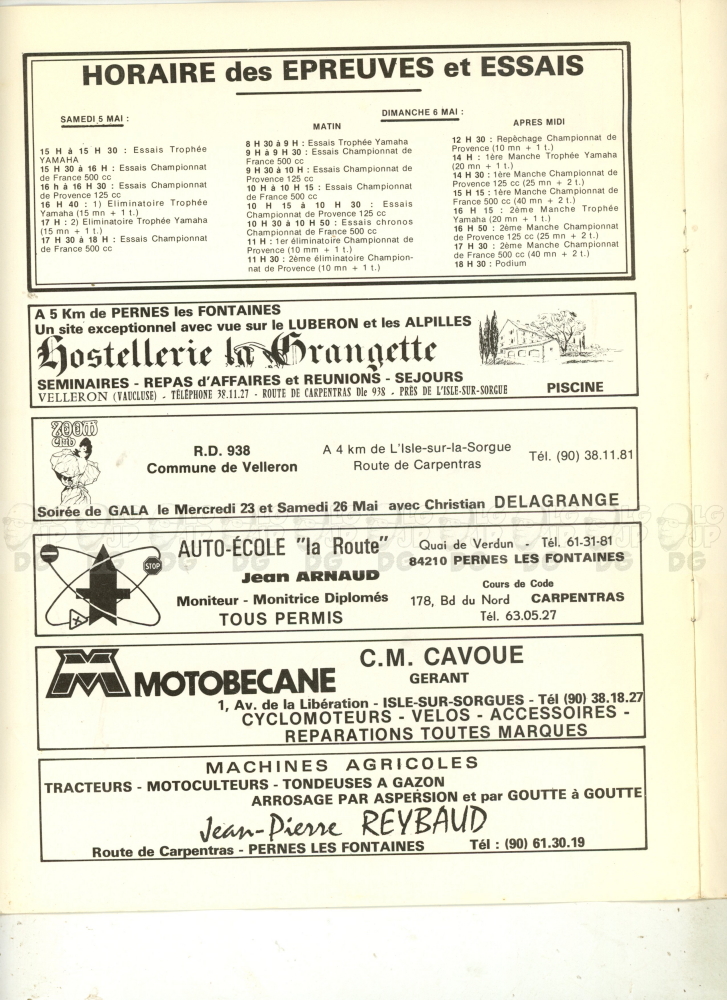 HORAIRE des EPREUVES et ESSAIS
SAMEDI 5 MAI :
15 H à 15 H 30 : Essais Trophée
YAMAHA
15 H 30 à 16 H : Essais Championnat
de France 500 cc
16 h à 16 H 30 : Essais Championnat
de Provence 125 cc
16 H 40 : 1) Eliminatoire Trophée
Yamaha (15 mn + 1 t.)
17 H : 2) Eliminatoire Trophée Yamaha
(15 mn + 1 t.)
17 H 30 à 18 H : Essais Championnat
de France 500 cc
DIMANCHE 6 MAI :
MATIN
8 H 30 à 9 H : Essais Trophée Yamaha
9 H à 9 H 30 : Essais Championnat de
France 500 cc
9 H 30 à 10 H : Essais Championnat de
Provence 125 cc
10 H à 10 H 15 : Essais Championnat
de France 500 cc
10 H 15 à 10 H 30 : Essais
Championnat de Provence 125 cc
10 H 30 à 10 H 50 : Essais chronos
Championnat de France 500 cc
11 H : 1er éliminatoire Championnat de
Provence (10 mm + 1 t.)
11 H 30 : 2ème éliminatoire Champion-
nat de Provence (10 mn + 1 t.)
APRES MIDI
12 H 30 : Repêchage Championnat de
Provence (10 mn + 1 t.)
14 H : 1ère Manche Trophée Yamaha
(20 mn + 1 t.)
14 H 30 : 1ère Manche Championnat de
Provence 125 cc (25 mn + 2 t.)
15 H 15 : 1ère Manche Championnat de
France 500 cc (40 mn + 2 t.)
16 H 15 : 2ème Manche Trophée
Yamaha (20 mn + 1 t.)
16 H 50 : 2ème Manche Championnat
de Provence 125 cc (25 mn + 2 t.)
17 H 30 : 2ème Manche Championnat
de France 500 cc (40 mn + 2 t.)
18 H 30 : Podium
A 5 Km de PERNES les FONTAINES
Un site exceptionnel avec vue sur le LUBERON et les ALPILLES
Hostellerie la Grangette
SEMINAIRES - REPAS d'AFFAIRES et REUNIONS - SEJOURS
PISCINE
VELLERON (VAUCLUSE) - TÉLÉPHONE 38.11.27 - ROUTE DE CARPENTRAS Dle 938 - PRÈS DE L'ISLE-SUR-SORGUE
ZOOM
Club
R.D. 938
Commune de Velleron
A 4 km de L'Isle-sur-la-Sorgue
Route de Carpentras
Tél. (90) 38.11.81
Soirée de GALA le Mercredi 23 et Samedi 26 Mai avec Christian DELAGRANGE
STOP
AUTO-ÉCOLE "la Route"
Jean ARNAUD
Moniteur - Monitrice Diplomés
TOUS PERMIS
Quai de Verdun - Tél. 61-31-81
84210 PERNES LES FONTAINES
Cours de Code
178, Bd du Nord CARPENTRAS
Tél. 63.05.27
MOTOBECANE
C.M. CAVOUE
GERANT
1, Av. de la Libération - ISLE-SUR-SORGUES - Tél (90) 38.18.27
CYCLOMOTEURS - VELOS - ACCESSOIRES -
REPARATIONS TOUTES MARQUES
MACHINES AGRICOLES
TRACTEURS - MOTOCULTEURS - TONDEUSES A GAZON
ARROSAGE PAR ASPERSION et par GOUTTE à GOUTTE
Jean-Pierre REYBAUD
Route de Carpentras - PERNES LES FONTAINES Tél : (90) 61.30.19